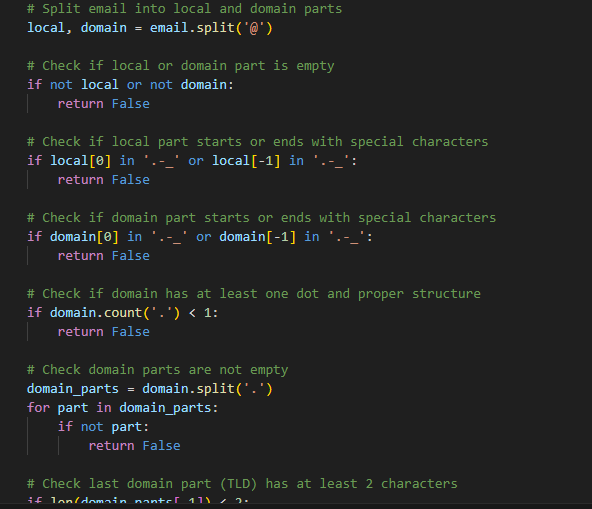 # Split email into local and domain parts
local, domain = email.split('@')
# Check if local or domain part is empty
if not local or not domain:
return False
# Check if local part starts or ends with special characters
if local[0] in '.-_' or local[-1] in '.-_':
return False
# Check if domain part starts or ends with special characters
if domain[0] in '.-_' or domain[-1] in '.-_':
return False
# Check if domain has at least one dot and proper structure
if domain.count('.') < 1:
return False
# Check domain parts are not empty
domain_parts = domain.split('.')
for part in domain_parts:
if not part:
return False
# Check last domain part (TLD) has at least 2 characters
if len(domain_parts[-1]) < 2: